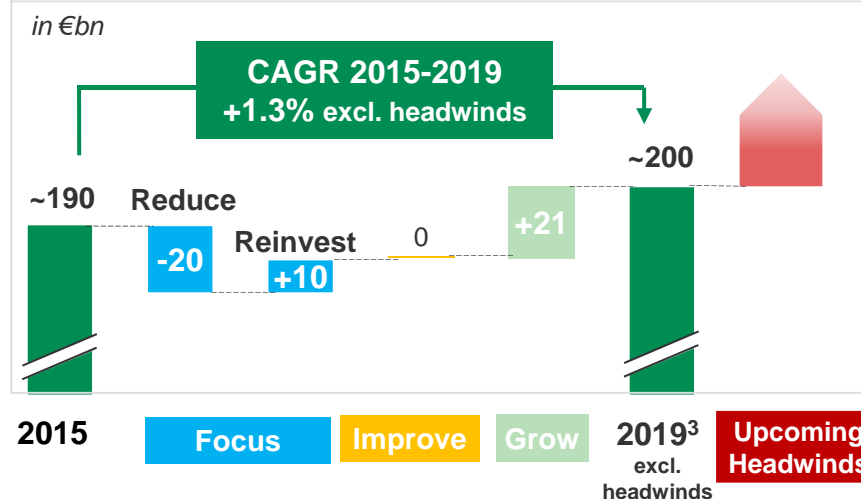 in €bn
CAGR 2015-2019
+1.3% excl. headwinds
~190
Reduce
-20
Reinvest
+10
0
+21
~200
2015
Focus
Improve
Grow
2019³
excl.
headwinds
Upcoming
Headwinds